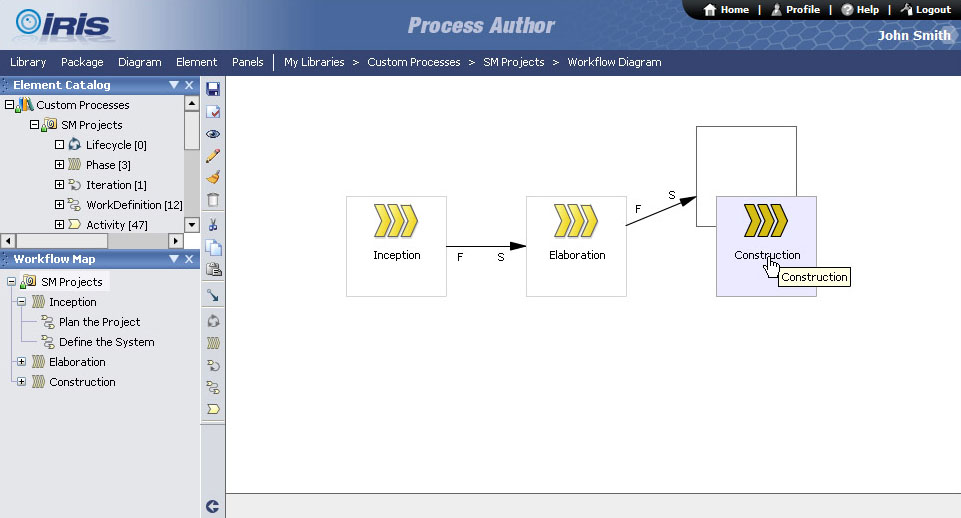 iRiS
Process Author
Home | Profile | Help | Logout
John Smith
Library Package Diagram Element Panels My Libraries > Custom Processes > SM Projects > Workflow Diagram
Element Catalog
Custom Processes
SM Projects
Lifecycle [0]
Phase [3]
Iteration [1]
WorkDefinition [12]
Activity [47]
Workflow Map
SM Projects
Inception
Plan the Project
Define the System
Elaboration
Construction
Inception
F S
Elaboration
F S
Construction
Construction